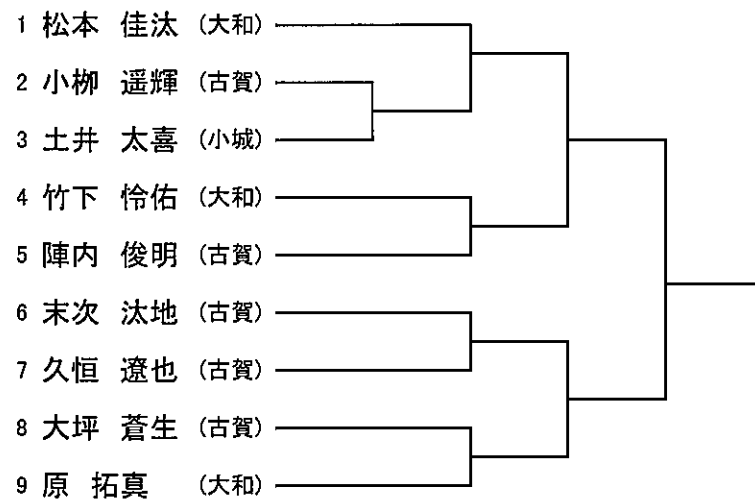 1 松本 佳汰 (大和)
2 小栁 遥輝 (古賀)
3 土井 太喜 (小城)
4 竹下 怜佑 (大和)
5 陣内 俊明 (古賀)
6 末次 汰地 (古賀)
7 久恒 遼也 (古賀)
8 大坪 蒼生 (古賀)
9 原 拓真 (大和)